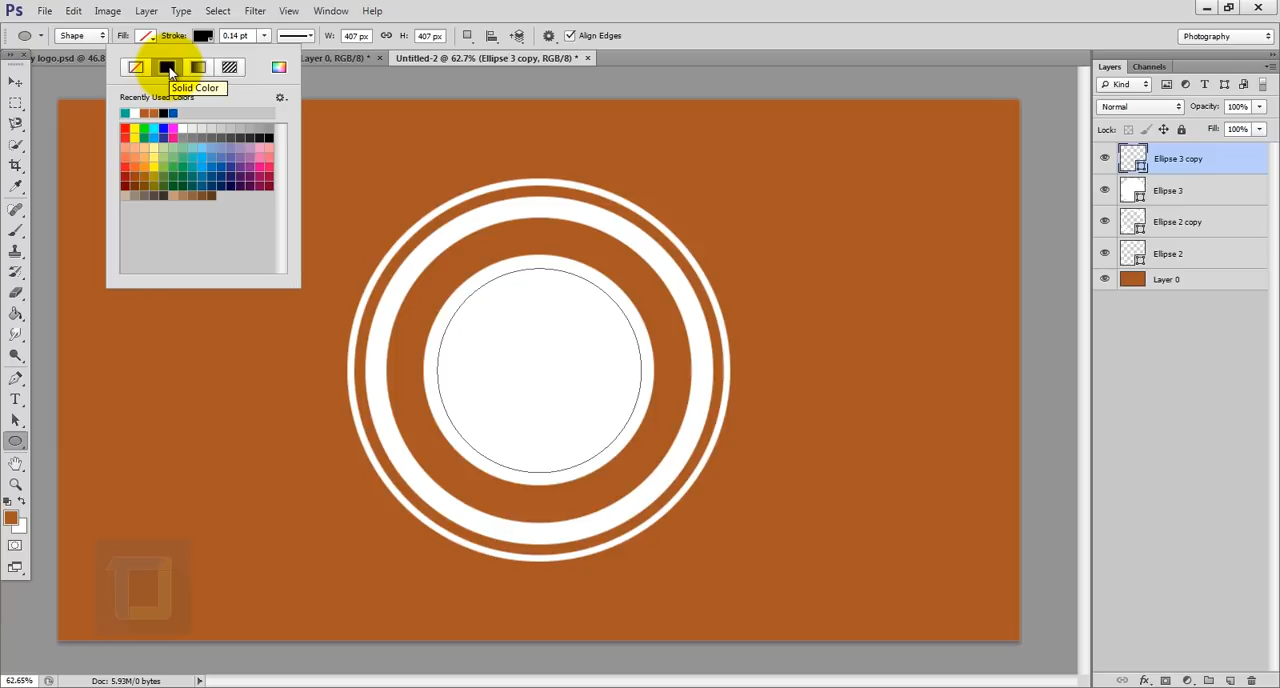 Ps File Edit Image Layer Type Select Filter View Window Help
Shape Fill: Stroke: 0.14 pt W: 407 px H: 407 px Align Edges Photography
y logo.psd @ 46.8 Layer 0, RGB/8) * × Untitled-2 @ 62.7% (Ellipse 3 copy, RGB/8) * ×
Solid Color
Recently Used Colors
Layers Channels
Kind
Normal Opacity: 100%
Lock: Fill: 100%
Ellipse 3 copy
Ellipse 3
Ellipse 2 copy
Ellipse 2
Layer 0
62.65% Doc: 5.93M/0 bytes